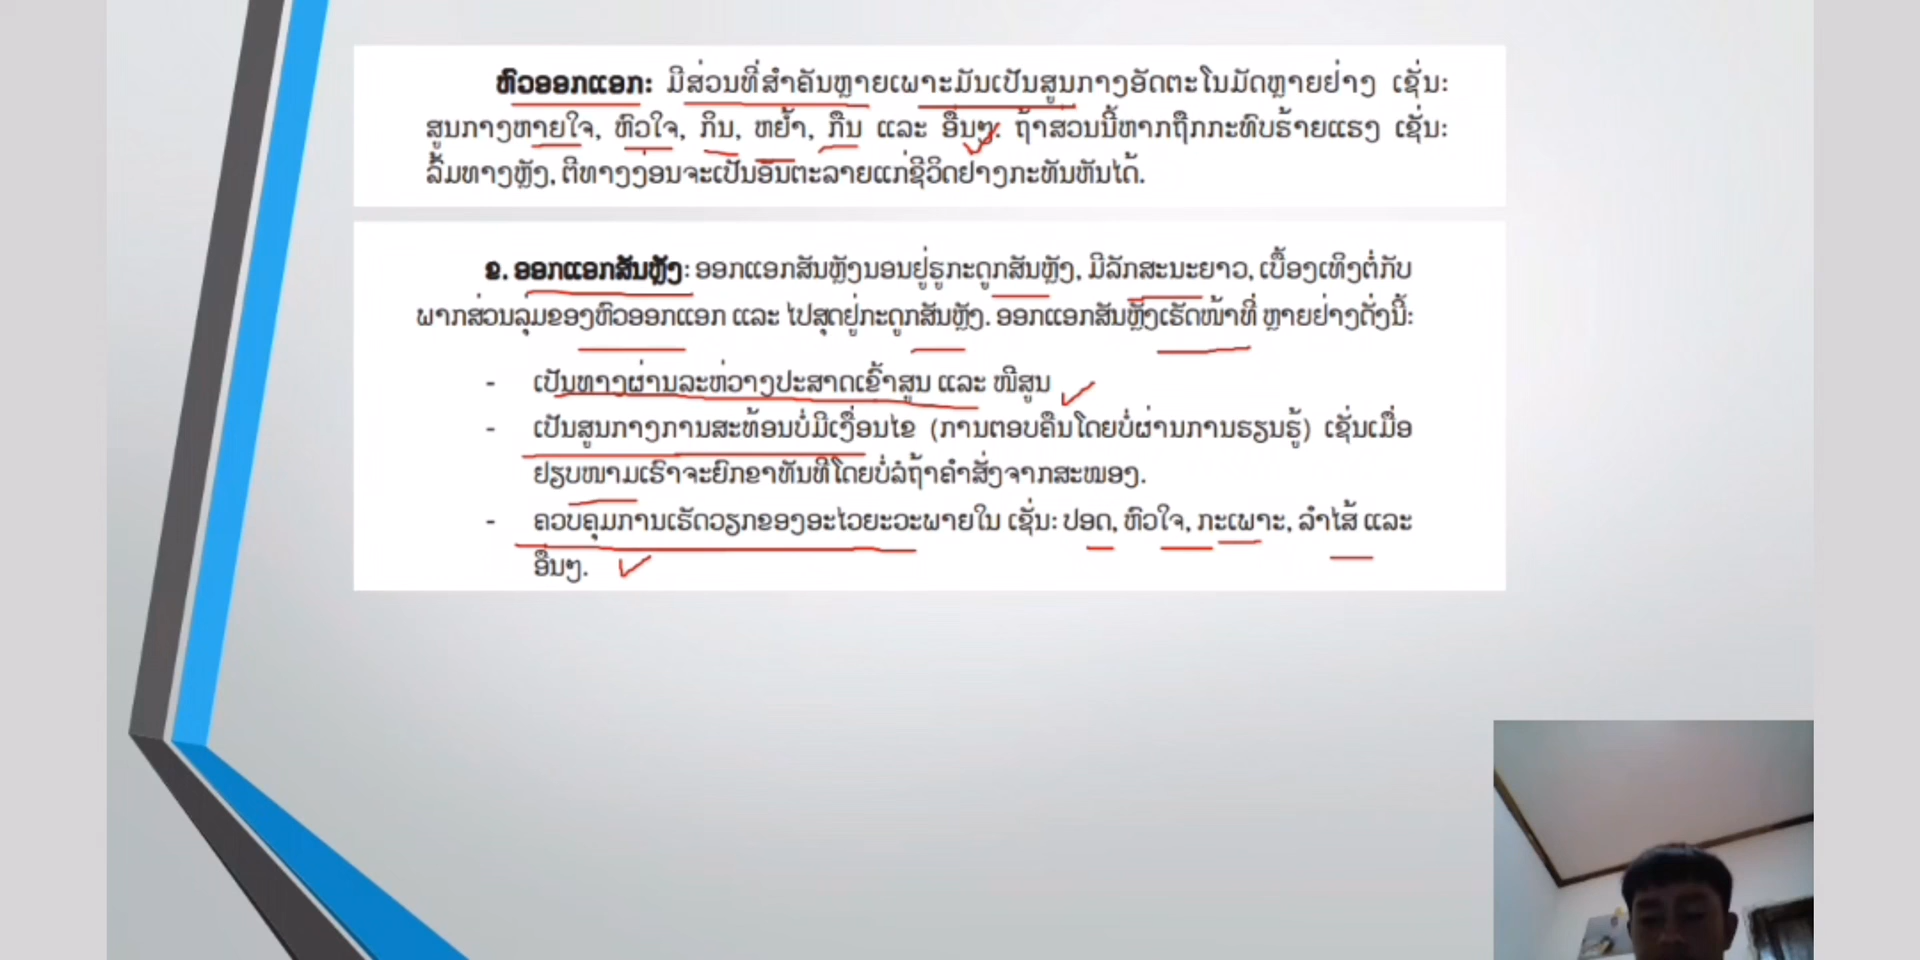 ຫົວອອກແອກ: ມີສ່ວນທີ່ສຳຄັນຫຼາຍເພາະມັນເປັນສູນກາງອັດຕະໂນມັດຫຼາຍຢ່າງ ເຊັ່ນ:
ສູນກາງຫາຍໃຈ, ຫົວໃຈ, ກິນ, ຫຍ້ຳ, ກືນ ແລະ ອື່ນໆ. ຖ້າສວນນີ້ຫາກຖືກກະທົບຮ້າຍແຮງ ເຊັ່ນ:
ລົ້ມທາງຫຼັງ, ຕີທາງງ່ອນຈະເປັນອັນຕະລາຍແກ່ຊີວິດຢ່າງກະທັນຫັນໄດ້.
ຂ. ອອກແອກສັນຫຼັງ: ອອກແອກສັນຫຼັງນອນຢູ່ຮູກະດູກສັນຫຼັງ, ມີລັກສະນະຍາວ, ເບື້ອງເທິງຕໍ່ກັບ
ພາກສ່ວນລຸ່ມຂອງຫົວອອກແອກ ແລະ ໄປສຸດຢູ່ກະດູກສັນຫຼັງ. ອອກແອກສັນຫຼັງເຮັດໜ້າທີ່ ຫຼາຍຢ່າງດັ່ງນີ້:
- ເປັນທາງຜ່ານລະຫ່ວາງປະສາດເຂົ້າສູນ ແລະ ໜີສູນ
- ເປັນສູນກາງການສະທ້ອນບໍ່ມີເງື່ອນໄຂ (ການຕອບຄືນໂດຍບໍ່ຜ່ານການຮຽນຮູ້) ເຊັ່ນເມື່ອ
ຢຽບໜາມເຮົາຈະຍົກຂາທັນທີໂດຍບໍ່ລໍຖ້າຄຳສັ່ງຈາກສະໝອງ.
- ຄວບຄຸມການເຮັດວຽກຂອງອະໄວຍະວະພາຍໃນ ເຊັ່ນ: ປອດ, ຫົວໃຈ, ກະເພາະ, ລຳໄສ້ ແລະ
ອື່ນໆ.